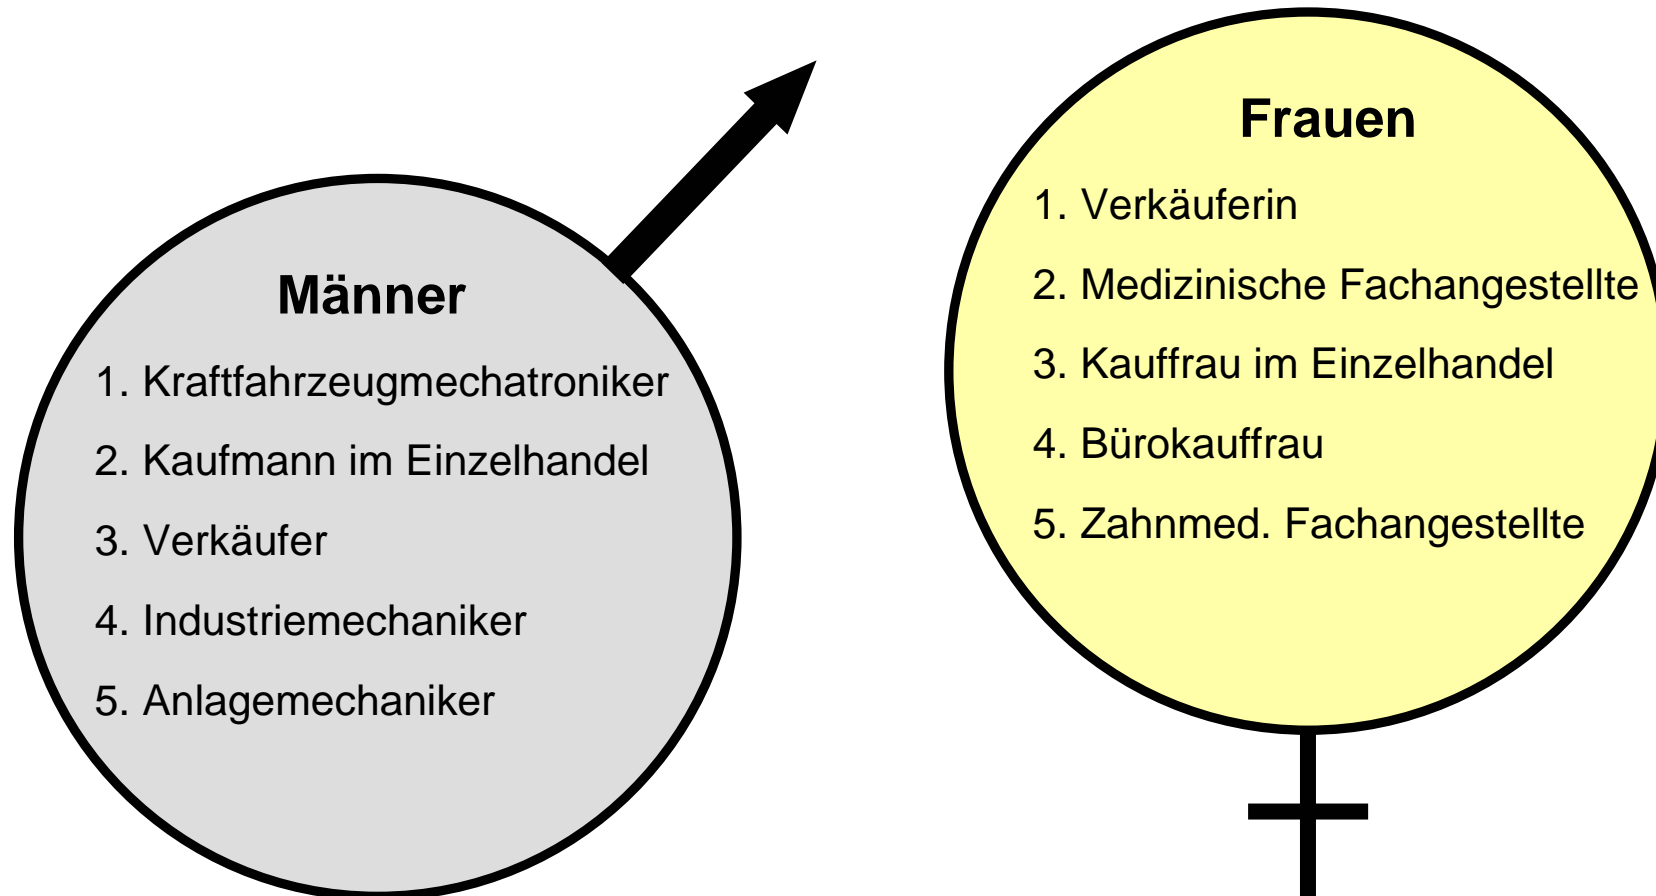 Männer
1. Kraftfahrzeugmechatroniker
2. Kaufmann im Einzelhandel
3. Verkäufer
4. Industriemechaniker
5. Anlagemechaniker
Frauen
1. Verkäuferin
2. Medizinische Fachangestellte
3. Kauffrau im Einzelhandel
4. Bürokauffrau
5. Zahnmed. Fachangestellte